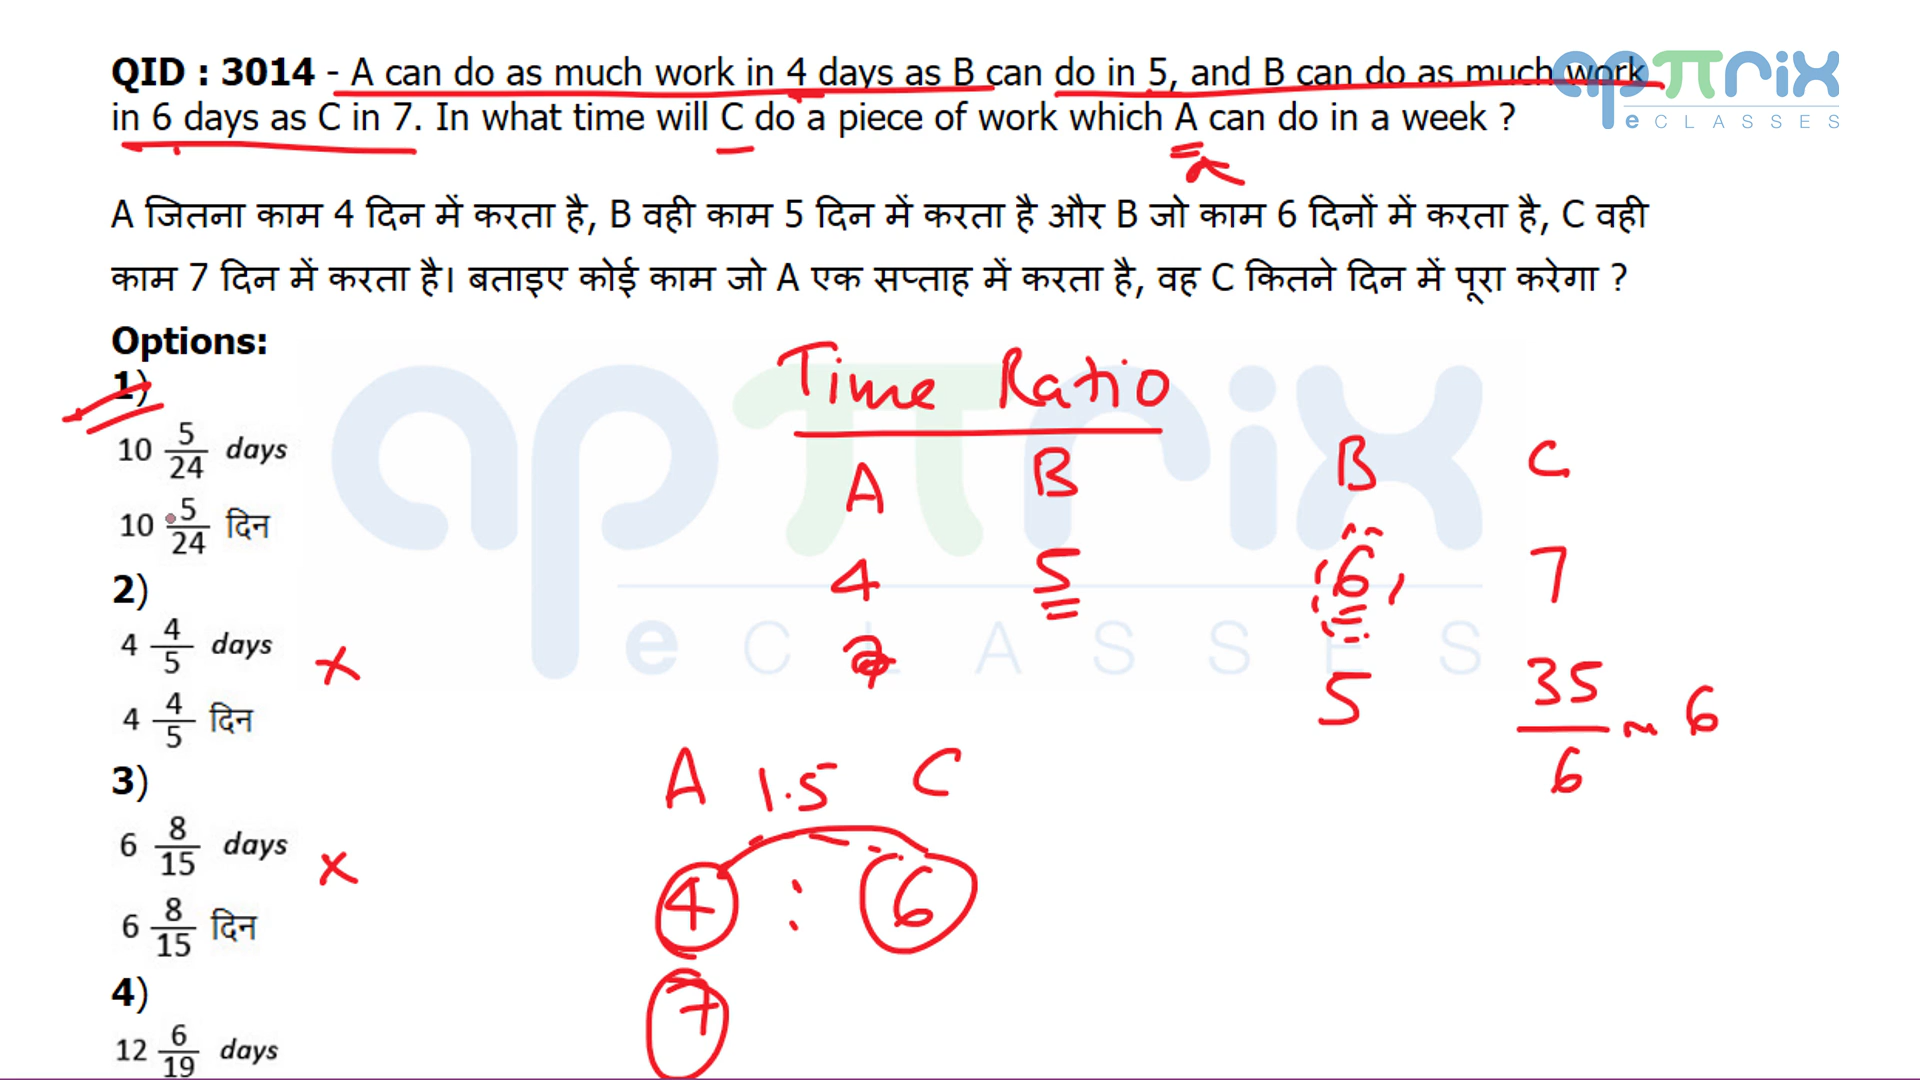 QID : 3014 - A can do as much work in 4 days as B can do in 5, and B can do as much work
in 6 days as C in 7. In what time will C do a piece of work which A can do in a week ?
apπrix
e CLASSES
A जितना काम 4 दिन में करता है, B वही काम 5 दिन में करता है और B जो काम 6 दिनों में करता है, C वही
काम 7 दिन में करता है। बताइए कोई काम जो A एक सप्ताह में करता है, वह C कितने दिन में पूरा करेगा ?
Options:
1)
10 5/24 days
10 5/24 दिन
2)
4 4/5 days
4 4/5 दिन
3)
6 8/15 days
6 8/15 दिन
4)
12 6/19 days
apπrix
e CLASSES
Time Ratio
A B B C
4 5 6, 7
5 35/6 ~ 6
A 1.5 C
4 : 6
7